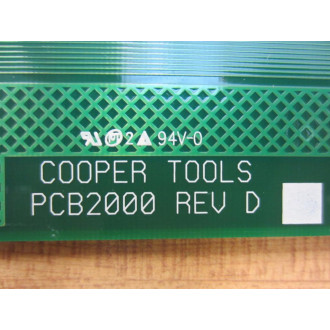 2 94V-0
COOPER TOOLS
PCB2000 REV D